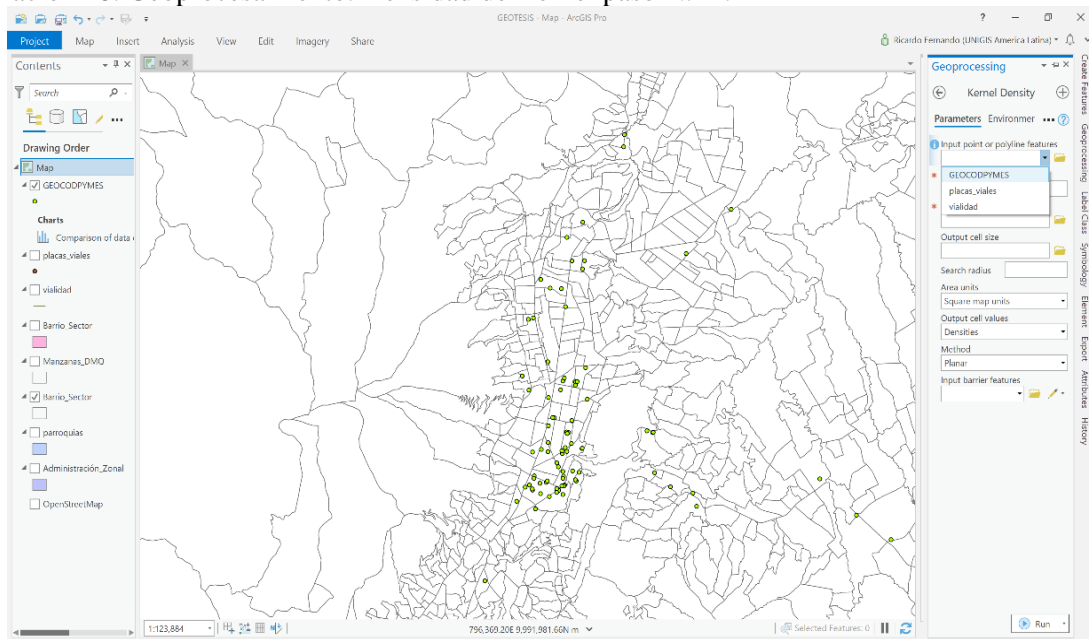 GEOTESIS - Map - ArcGIS Pro
?
Project Map Insert Analysis View Edit Imagery Share
Ricardo Fernando (UNIGIS America Latina)
Contents
Search
Drawing Order
Map
GEOCODPYMES
Charts
Comparison of data
placas_viales
vialidad
Barrio_Sector
Manzanas_DMQ
Barrio_Sector
parroquias
Administración_Zonal
OpenStreetMap
Map
1:123,884
796,369.20E 9,991,981.66N m
Selected Features: 0
Geoprocessing
Kernel Density
Parameters Environmer
Input point or polyline features
GEOCODPYMES
placas_viales
vialidad
Output cell size
Search radius
Area units
Square map units
Output cell values
Densities
Method
Planar
Input barrier features
Run
Create Features
Geoprocessing
Label Class
Symbology
Element
Export
Attributes
History